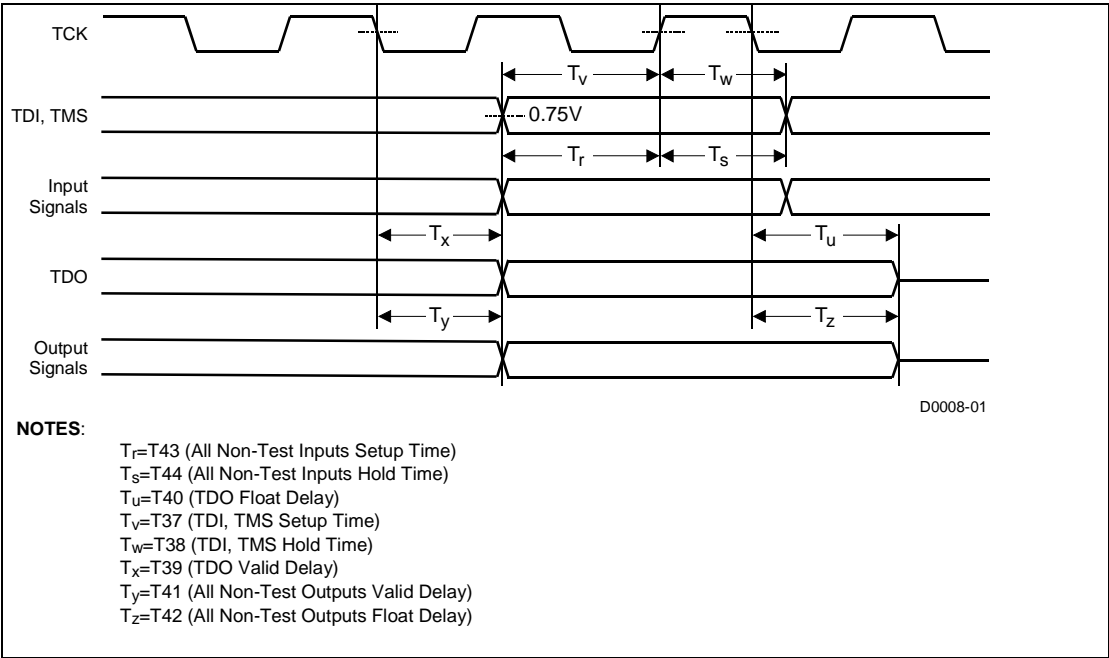 TCK
Tv
Tw
TDI, TMS
0.75V
Tr
Ts
Input
Signals
Tx
Tu
TDO
Ty
Tz
Output
Signals
D0008-01
NOTES:
Tr=T43 (All Non-Test Inputs Setup Time)
Ts=T44 (All Non-Test Inputs Hold Time)
Tu=T40 (TDO Float Delay)
Tv=T37 (TDI, TMS Setup Time)
Tw=T38 (TDI, TMS Hold Time)
Tx=T39 (TDO Valid Delay)
Ty=T41 (All Non-Test Outputs Valid Delay)
Tz=T42 (All Non-Test Outputs Float Delay)